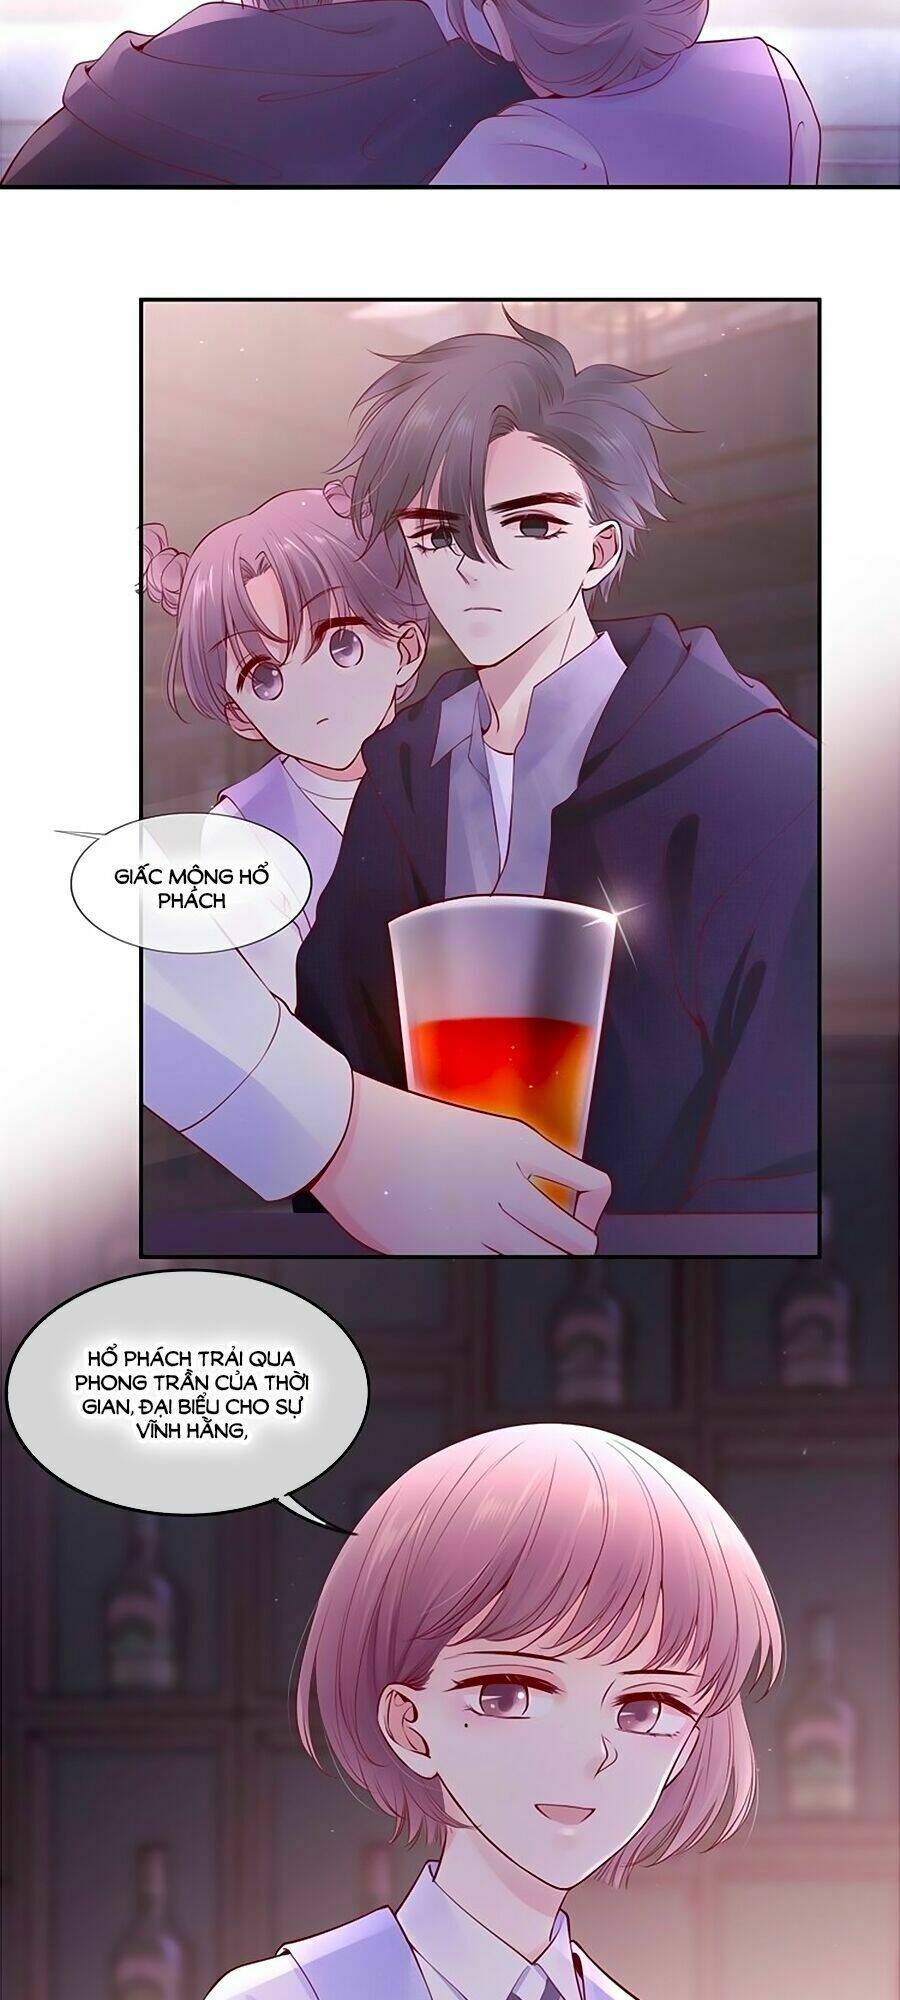 GIẤC MỘNG HỔ
PHÁCH
HỔ PHÁCH TRẢI QUA
PHONG TRẦN CỦA THỜI
GIAN, ĐẠI BIỂU CHO SỰ
VĨNH HẰNG,